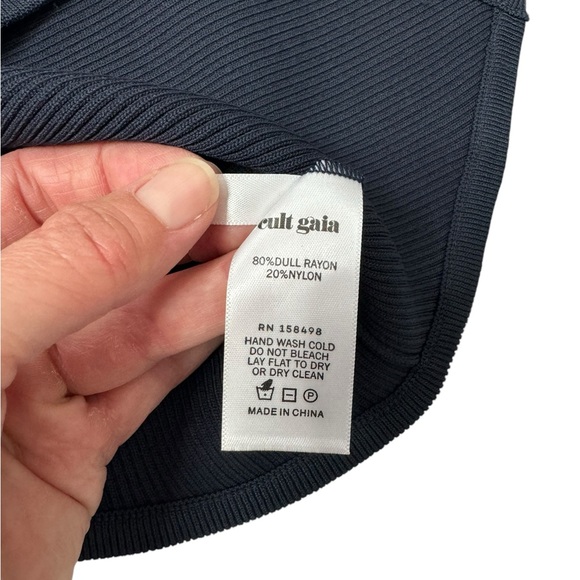 cult gaia
80%DULL RAYON
20%NYLON
RN 158498
HAND WASH COLD
DO NOT BLEACH
LAY FLAT TO DRY
OR DRY CLEAN
P
MADE IN CHINA